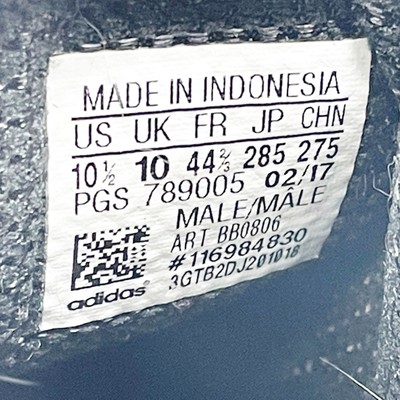 MADE IN INDONESIA
US UK FR JP CHN
10½ 10 44⅔ 285 275
PGS 789005 02/17
MALE/MÂLE
ART BB0806
#116984830
3GTB2DJ201016
adidas